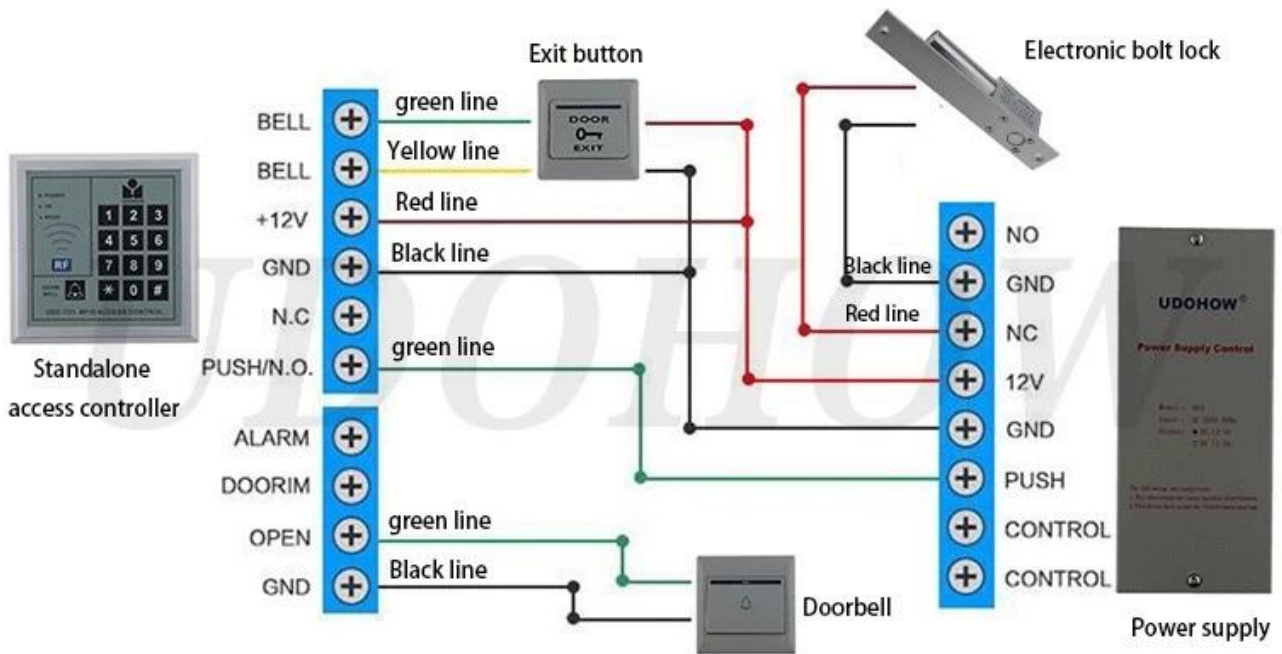 Exit button
Electronic bolt lock
BELL
green line
DOOR
EXIT
BELL
Yellow line
+12V
Red line
GND
Black line
N.C
PUSH/N.O.
green line
ALARM
DOORIM
OPEN
green line
GND
Black line
1 2 3
4 5 6
7 8 9
* 0 #
RF
Standalone
access controller
NO
Black line
GND
Red line
NC
12V
GND
PUSH
CONTROL
CONTROL
UDOHOW®
Power Supply Control
Doorbell
Power supply
UDOHOW